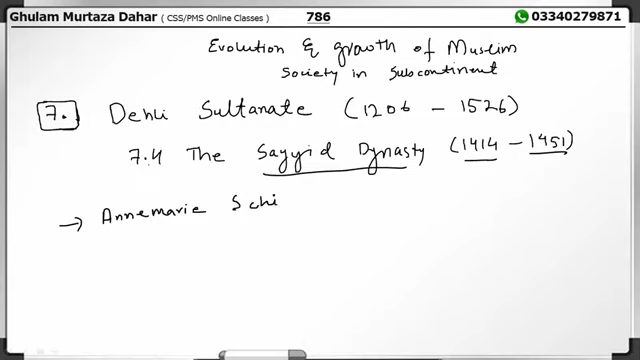 Ghulam Murtaza Dahar ( CSS/PMS Online Classes ) 786 03340279871
Evolution & growth of Muslim
Society in Subcontinent
7. Dehli Sultanate (1206 - 1526)
7.4 The Sayyid Dynasty (1414 - 1451)
→ Annemarie Schi